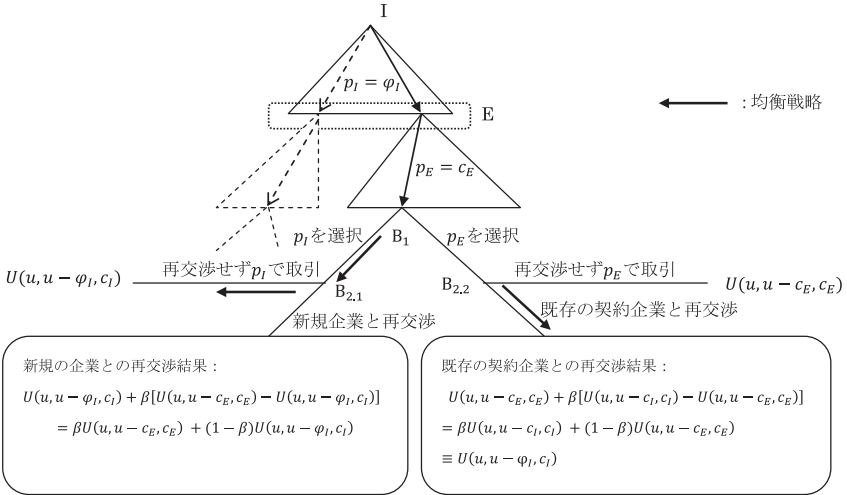 I
p_I = φ_I
E
: 均衡戦略
p_E = c_E
p_Iを選択
B_1
p_Eを選択
U(u, u − φ_I, c_I)
再交渉せずp_Iで取引
B_{2.1}
B_{2.2}
再交渉せずp_Eで取引
U(u, u − c_E, c_E)
新規企業と再交渉
既存の契約企業と再交渉
新規の企業との再交渉結果:
U(u, u − φ_I, c_I) + β[U(u, u − c_E, c_E) − U(u, u − φ_I, c_I)]
= βU(u, u − c_E, c_E) + (1 − β)U(u, u − φ_I, c_I)
既存の契約企業との再交渉結果:
U(u, u − c_E, c_E) + β[U(u, u − c_I, c_I) − U(u, u − c_E, c_E)]
= βU(u, u − c_I, c_I) + (1 − β)U(u, u − c_E, c_E)
≡ U(u, u − φ_I, c_I)